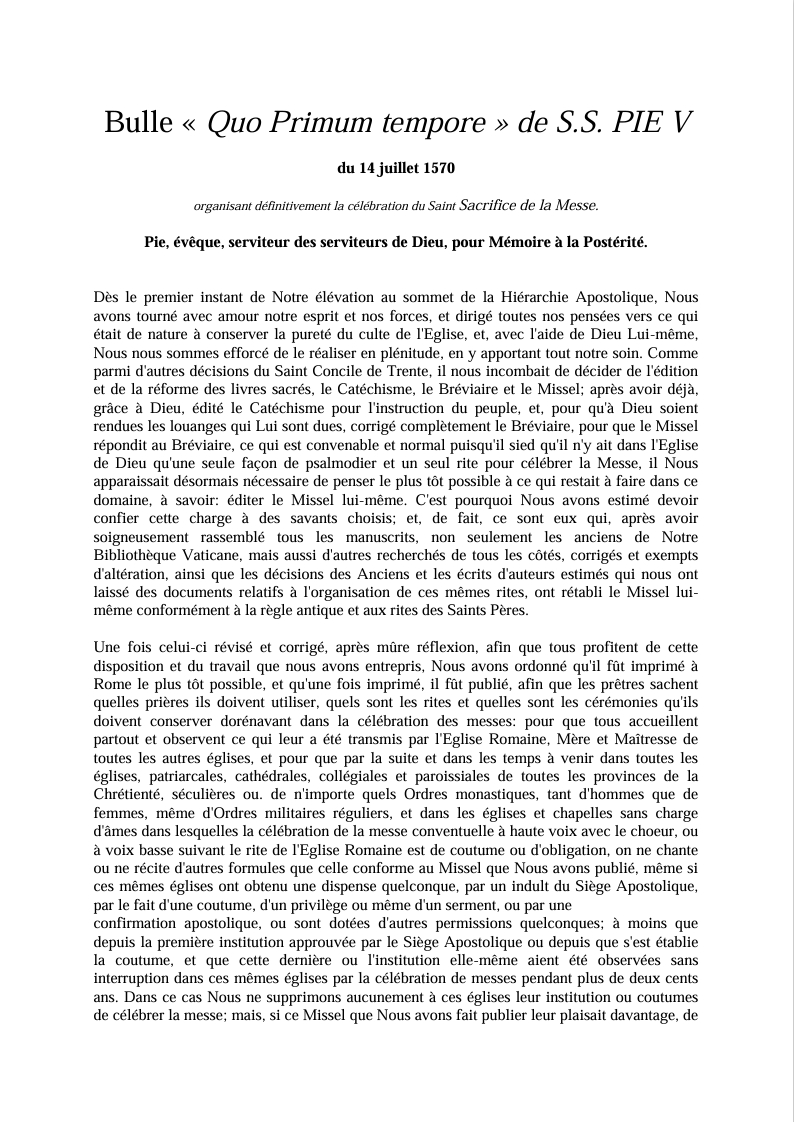 Bulle « Quo Primum tempore » de S.S. PIE V
du 14 juillet 1570
organisant définitivement la célébration du Saint Sacrifice de la Messe.
Pie, évêque, serviteur des serviteurs de Dieu, pour Mémoire à la Postérité.
Dès le premier instant de Notre élévation au sommet de la Hiérarchie Apostolique, Nous
avons tourné avec amour notre esprit et nos forces, et dirigé toutes nos pensées vers ce qui
était de nature à conserver la pureté du culte de l'Eglise, et, avec l'aide de Dieu Lui-même,
Nous nous sommes efforcé de le réaliser en plénitude, en y apportant tout notre soin. Comme
parmi d'autres décisions du Saint Concile de Trente, il nous incombait de décider de l'édition
et de la réforme des livres sacrés, le Catéchisme, le Bréviaire et le Missel; après avoir déjà,
grâce à Dieu, édité le Catéchisme pour l'instruction du peuple, et, pour qu'à Dieu soient
rendues les louanges qui Lui sont dues, corrigé complètement le Bréviaire, pour que le Missel
répondit au Bréviaire, ce qui est convenable et normal puisqu'il sied qu'il n'y ait dans l'Eglise
de Dieu qu'une seule façon de psalmodier et un seul rite pour célébrer la Messe, il Nous
apparaissait désormais nécessaire de penser le plus tôt possible à ce qui restait à faire dans ce
domaine, à savoir: éditer le Missel lui-même. C'est pourquoi Nous avons estimé devoir
confier cette charge à des savants choisis; et, de fait, ce sont eux qui, après avoir
soigneusement rassemblé tous les manuscrits, non seulement les anciens de Notre
Bibliothèque Vaticane, mais aussi d'autres recherchés de tous les côtés, corrigés et exempts
d'altération, ainsi que les décisions des Anciens et les écrits d'auteurs estimés qui nous ont
laissé des documents relatifs à l'organisation de ces mêmes rites, ont rétabli le Missel lui-
même conformément à la règle antique et aux rites des Saints Pères.
Une fois celui-ci révisé et corrigé, après mûre réflexion, afin que tous profitent de cette
disposition et du travail que nous avons entrepris, Nous avons ordonné qu'il fût imprimé à
Rome le plus tôt possible, et qu'une fois imprimé, il fût publié, afin que les prêtres sachent
quelles prières ils doivent utiliser, quels sont les rites et quelles sont les cérémonies qu'ils
doivent conserver dorénavant dans la célébration des messes: pour que tous accueillent
partout et observent ce qui leur a été transmis par l'Eglise Romaine, Mère et Maîtresse de
toutes les autres églises, et pour que par la suite et dans les temps à venir dans toutes les
églises, patriarcales, cathédrales, collégiales et paroissiales de toutes les provinces de la
Chrétienté, séculières ou. de n'importe quels Ordres monastiques, tant d'hommes que de
femmes, même d'Ordres militaires réguliers, et dans les églises et chapelles sans charge
d'âmes dans lesquelles la célébration de la messe conventuelle à haute voix avec le choeur, ou
à voix basse suivant le rite de l'Eglise Romaine est de coutume ou d'obligation, on ne chante
ou ne récite d'autres formules que celle conforme au Missel que Nous avons publié, même si
ces mêmes églises ont obtenu une dispense quelconque, par un indult du Siège Apostolique,
par le fait d'une coutume, d'un privilège ou même d'un serment, ou par une
confirmation apostolique, ou sont dotées d'autres permissions quelconques; à moins que
depuis la première institution approuvée par le Siège Apostolique ou depuis que s'est établie
la coutume, et que cette dernière ou l'institution elle-même aient été observées sans
interruption dans ces mêmes églises par la célébration de messes pendant plus de deux cents
ans. Dans ce cas Nous ne supprimons aucunement à ces églises leur institution ou coutumes
de célébrer la messe; mais, si ce Missel que Nous avons fait publier leur plaisait davantage, de